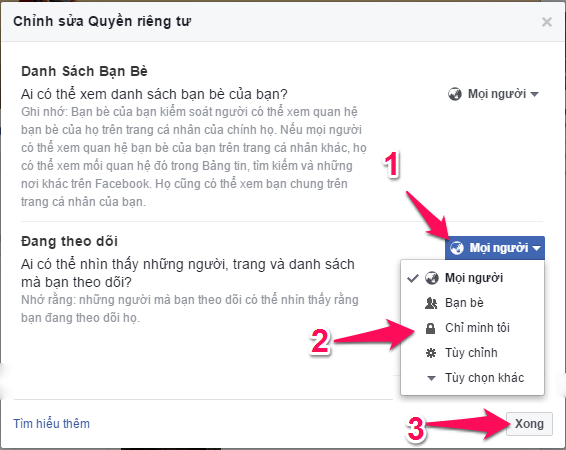 Chỉnh sửa Quyền riêng tư
Danh Sách Bạn Bè
Ai có thể xem danh sách bạn bè của bạn?
Mọi người
Ghi nhớ: Bạn bè của bạn kiểm soát người có thể xem quan hệ
bạn bè của họ trên trang cá nhân của chính họ. Nếu mọi người
có thể xem quan hệ bạn bè của bạn trên trang cá nhân khác, họ
có thể xem mối quan hệ đó trong Bảng tin, tìm kiếm và những
nơi khác trên Facebook. Họ cũng có thể xem bạn chung trên
trang cá nhân của bạn.
1
Đang theo dõi
Mọi người
Ai có thể nhìn thấy những người, trang và danh sách
mà bạn theo dõi?
Nhớ rằng: những người mà bạn theo dõi có thể nhìn thấy rằng
bạn đang theo dõi họ.
Mọi người
Bạn bè
2
Chỉ mình tôi
Tùy chỉnh
Tùy chọn khác
Tìm hiểu thêm
3
Xong